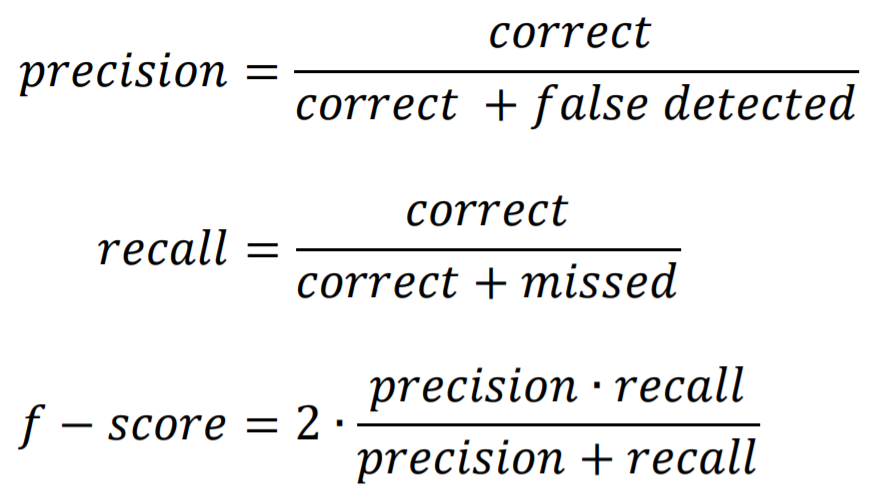 precision = correct / correct + false detected
recall = correct / correct + missed
f − score = 2 · precision · recall / precision + recall